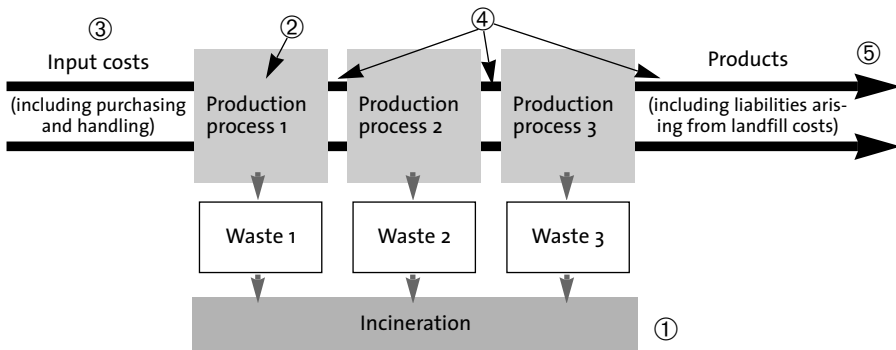 ③
②
④
Input costs
Products
⑤
(including purchasing
and handling)
Production
process 1
Production
process 2
Production
process 3
(including liabilities aris-
ing from landfill costs)
Waste 1
Waste 2
Waste 3
Incineration
①